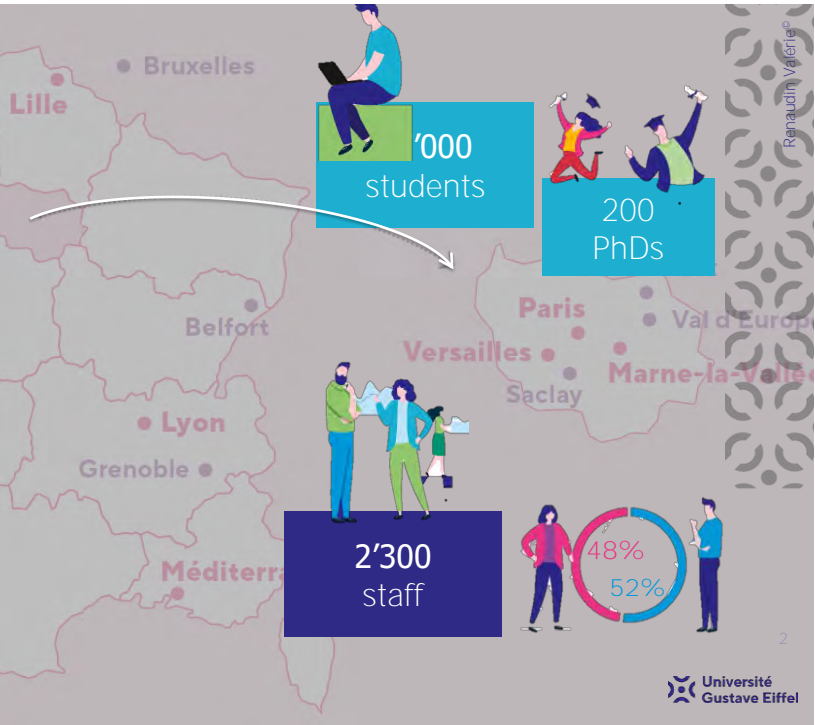 Renaudin Valérie©
Bruxelles
Lille
'000
students
200
PhDs
Belfort
Paris
Val d'Europe
Versailles
Marne-la-Vallée
Saclay
Lyon
Grenoble
2'300
staff
48%
52%
Méditerra
2
Université
Gustave Eiffel